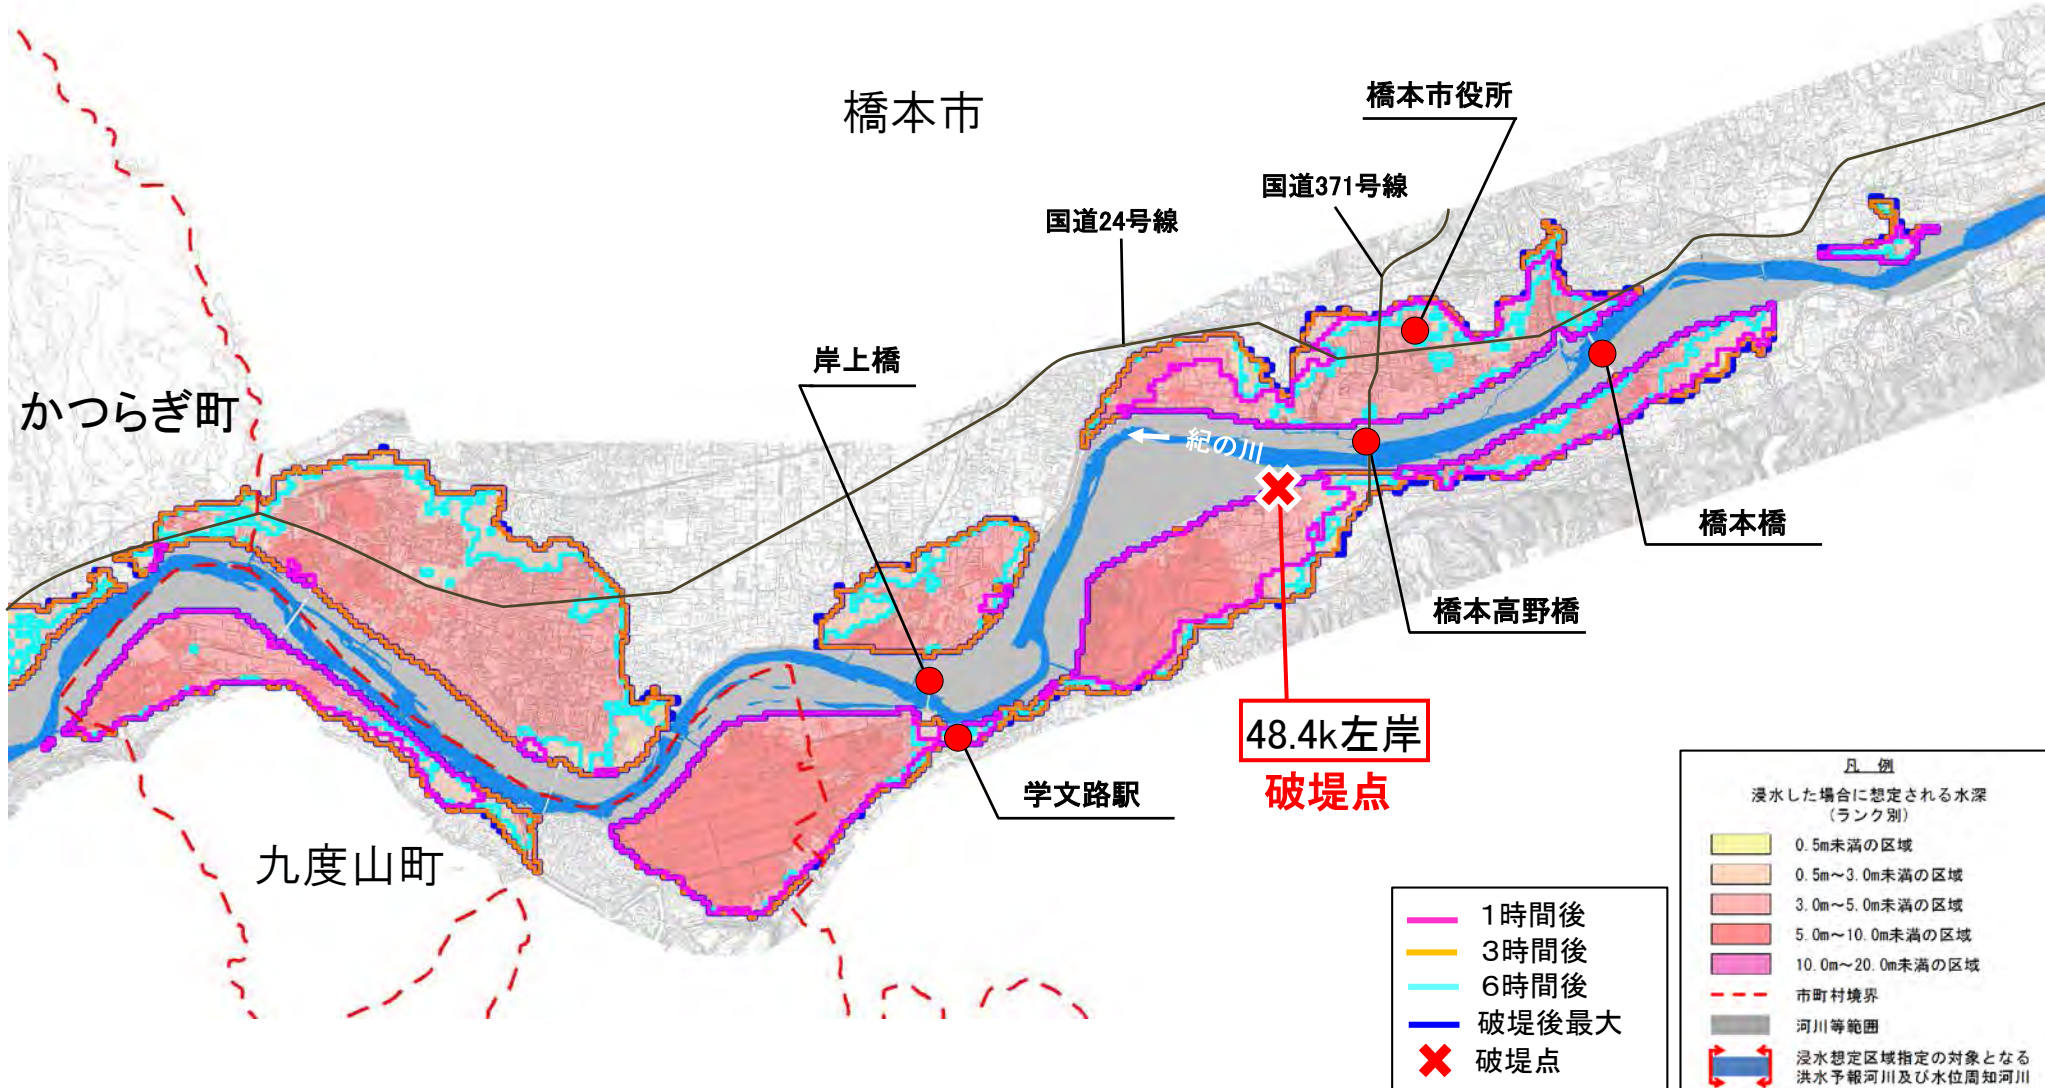 橋本市
橋本市役所
国道371号線
国道24号線
岸上橋
かつらぎ町
紀の川
橋本橋
橋本高野橋
48.4k左岸
破堤点
学文路駅
九度山町
1時間後
3時間後
6時間後
破堤後最大
破堤点
凡 例
浸水した場合に想定される水深
(ランク別)
0.5m未満の区域
0.5m～3.0m未満の区域
3.0m～5.0m未満の区域
5.0m～10.0m未満の区域
10.0m～20.0m未満の区域
市町村境界
河川等範囲
浸水想定区域指定の対象となる
洪水予報河川及び水位周知河川